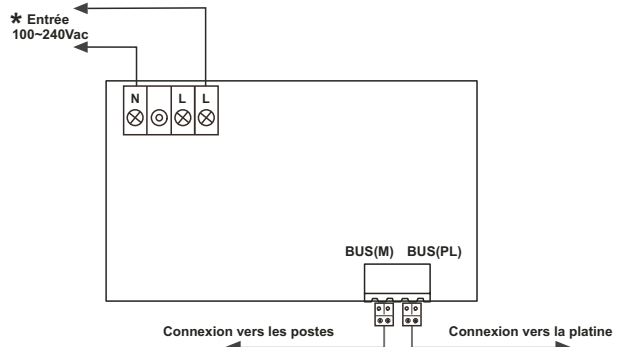 * Entrée
100~240Vac
N L L
BUS(M) BUS(PL)
Connexion vers les postes Connexion vers la platine